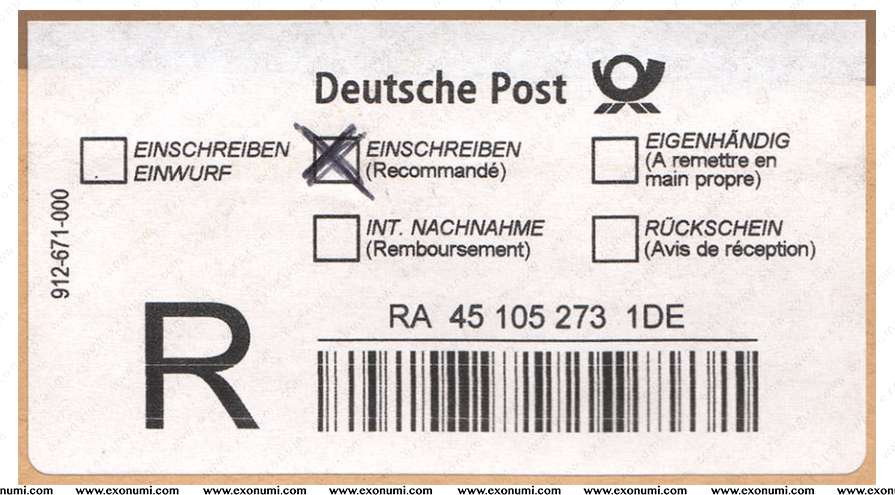 Deutsche Post
EINSCHREIBEN
EINWURF
EINSCHREIBEN
(Recommandé)
EIGENHÄNDIG
(A remettre en
main propre)
INT. NACHNAHME
(Remboursement)
RÜCKSCHEIN
(Avis de réception)
912-671-000
R
RA 45 105 273 1DE
numi.com www.exonumi.com www.exonumi.com www.exonumi.com www.exonumi.com www.exonumi.com www.exonumi.com www.exon